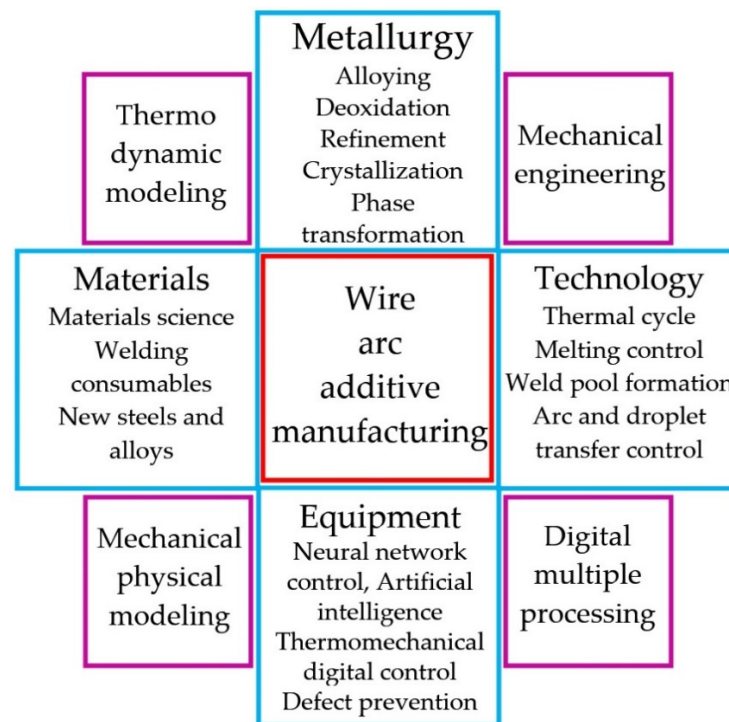 Metallurgy
Alloying
Deoxidation
Refinement
Crystallization
Phase
transformation
Thermo
dynamic
modeling
Mechanical
engineering
Materials
Materials science
Welding
consumables
New steels and
alloys
Wire
arc
additive
manufacturing
Technology
Thermal cycle
Melting control
Weld pool formation
Arc and droplet
transfer control
Mechanical
physical
modeling
Equipment
Neural network
control, Artificial
intelligence
Thermomechanical
digital control
Defect prevention
Digital
multiple
processing